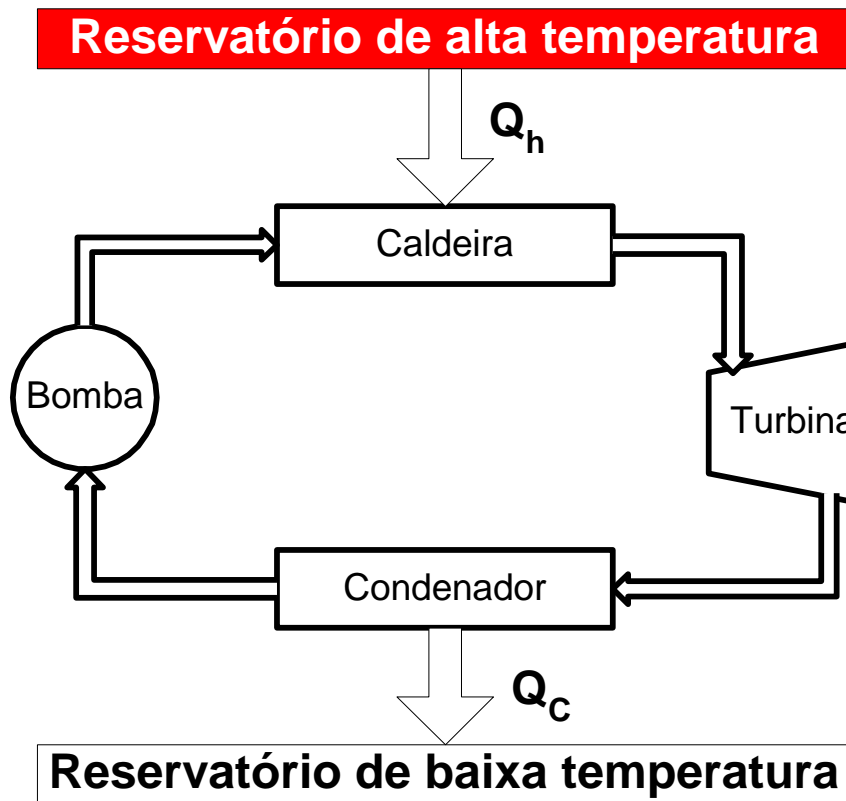 Reservatório de alta temperatura
Qh
Caldeira
Bomba
Turbina
Condenador
QC
Reservatório de baixa temperatura